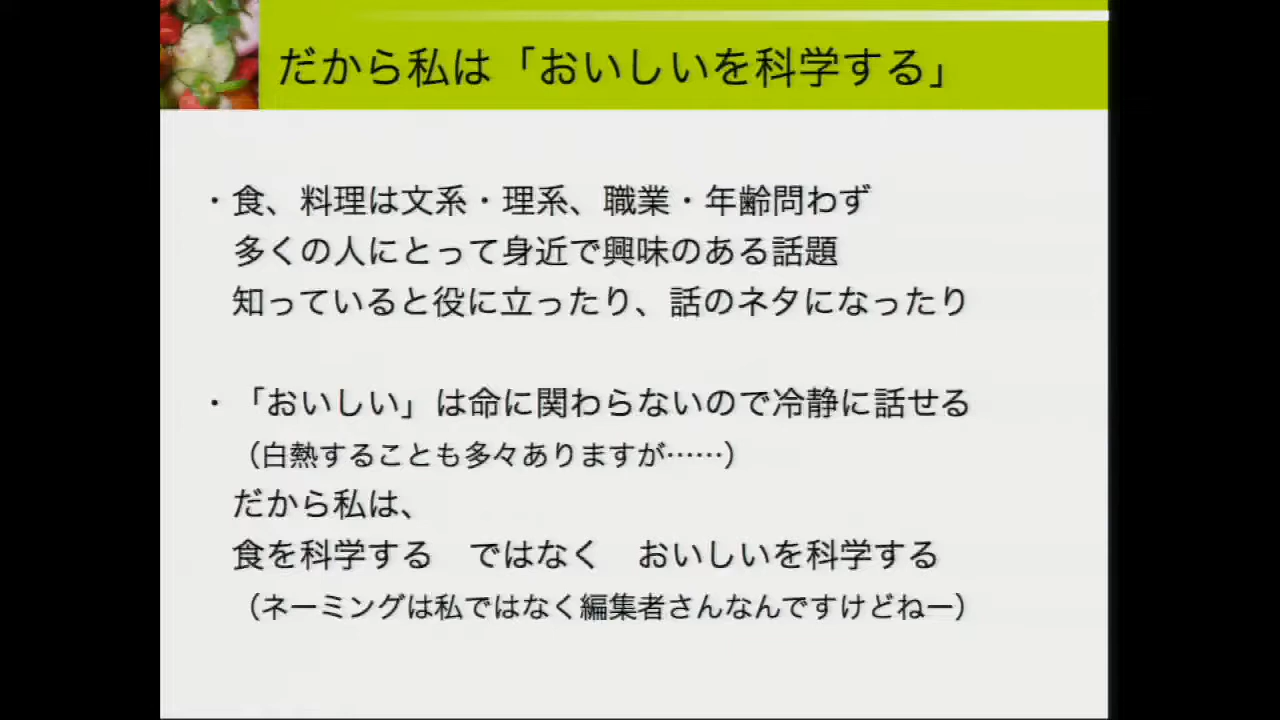 だから私は「おいしいを科学する」
・食、料理は文系・理系、職業・年齢問わず
多くの人にとって身近で興味のある話題
知っていると役に立ったり、話のネタになったり
・「おいしい」は命に関わらないので冷静に話せる
（白熱することも多々ありますが……）
だから私は、
食を科学する　ではなく　おいしいを科学する
（ネーミングは私ではなく編集者さんなんですけどねー）